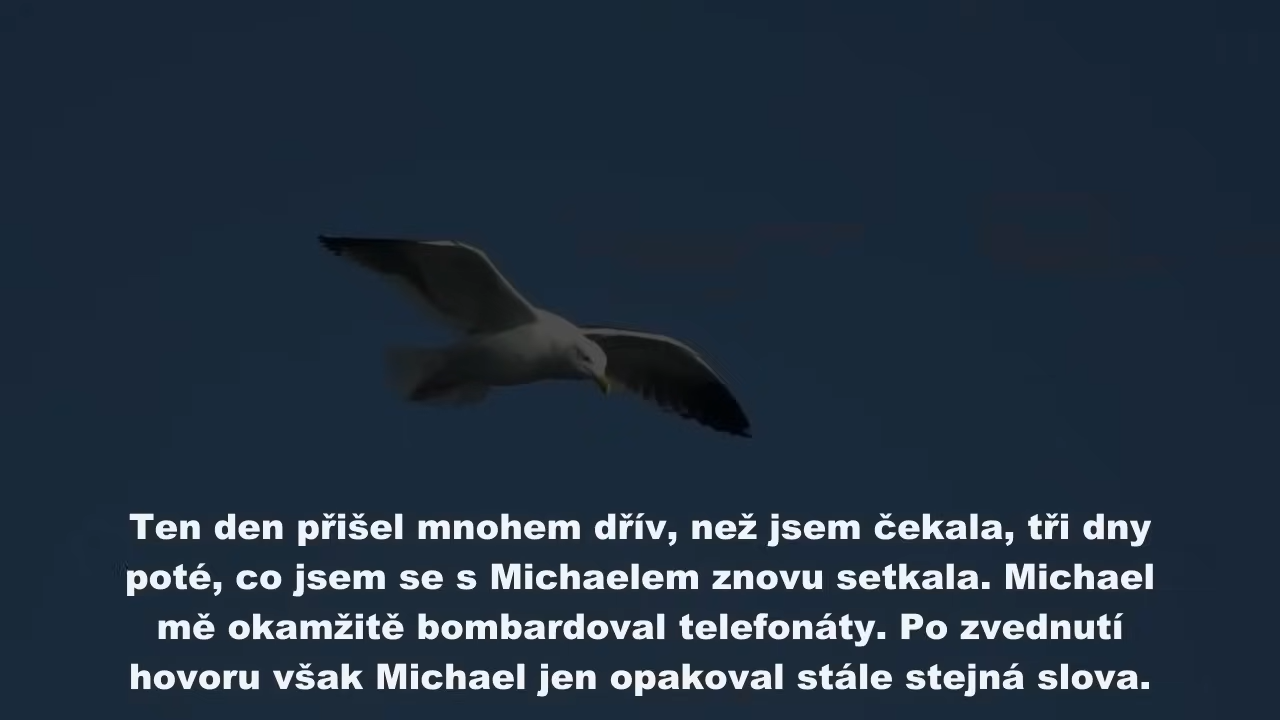 Ten den přišel mnohem dřív, než jsem čekala, tři dny
poté, co jsem se s Michaelem znovu setkala. Michael
mě okamžitě bombardoval telefonáty. Po zvednutí
hovoru však Michael jen opakoval stále stejná slova.